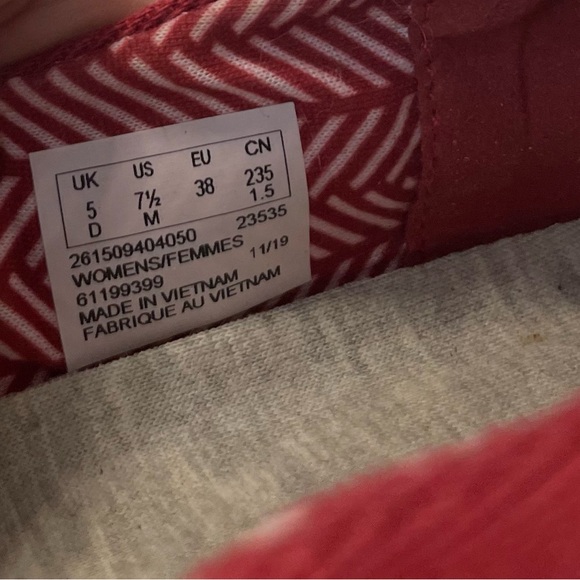 UK US EU CN
5 7½ 38 235
D M 1.5
261509404050 23535
WOMENS/FEMMES 11/19
61199399
MADE IN VIETNAM
FABRIQUE AU VIETNAM